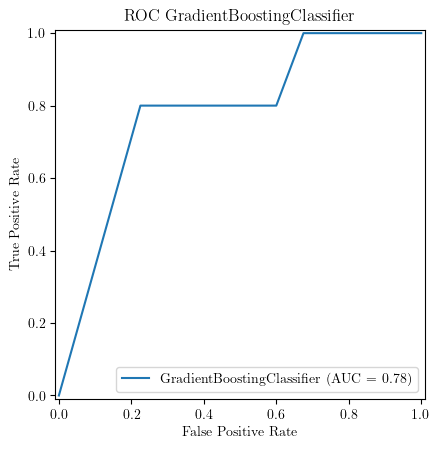 ROC GradientBoostingClassifier
1.0
0.8
0.6
0.4
0.2
0.0
True Positive Rate
GradientBoostingClassifier (AUC = 0.78)
0.0 0.2 0.4 0.6 0.8 1.0
False Positive Rate